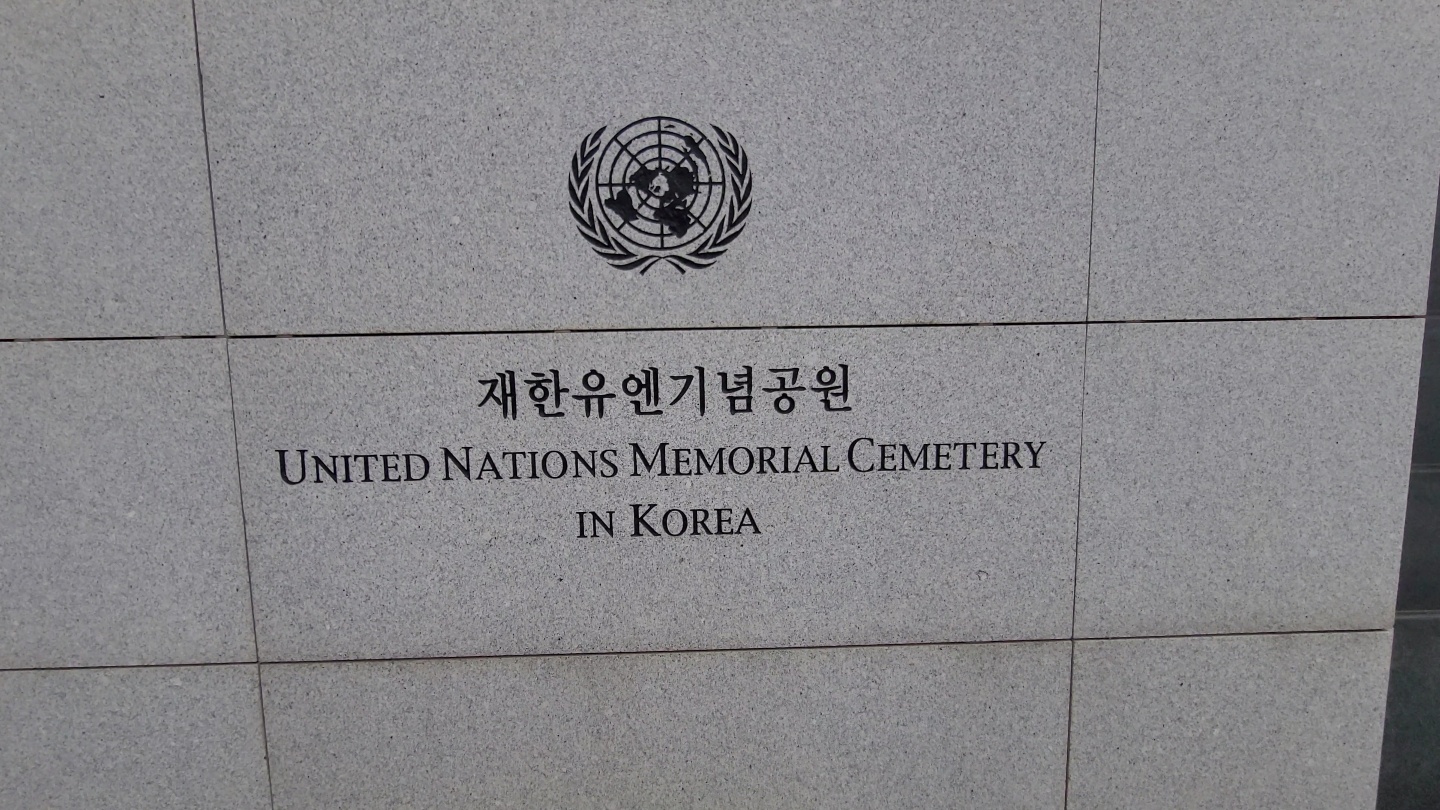 재한유엔기념공원
UNITED NATIONS MEMORIAL CEMETERY
IN KOREA